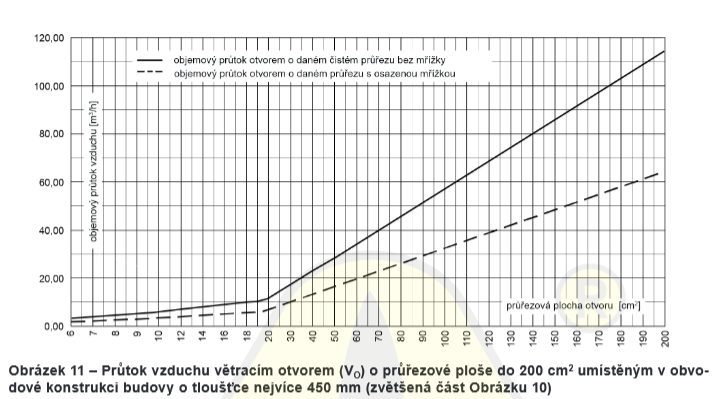 120,00
objemový průtok otvorem o daném čistém průřezu bez mřížky
objemový průtok otvorem o daném průřezu s osazenou mřížkou
100,00
80,00
60,00
40,00
20,00
0,00
objemový průtok vzduchu [m³/h]
průřezová plocha otvoru [cm²]
®
6 7 8 9 10 12 14 16 18 20 30 40 50 60 70 80 90 100 110 120 130 140 150 160 170 180 190 200
Obrázek 11 – Průtok vzduchu větracím otvorem (V₀) o průřezové ploše do 200 cm² umístěným v obvo-
dové konstrukci budovy o tloušťce nejvíce 450 mm (zvětšená část Obrázku 10)